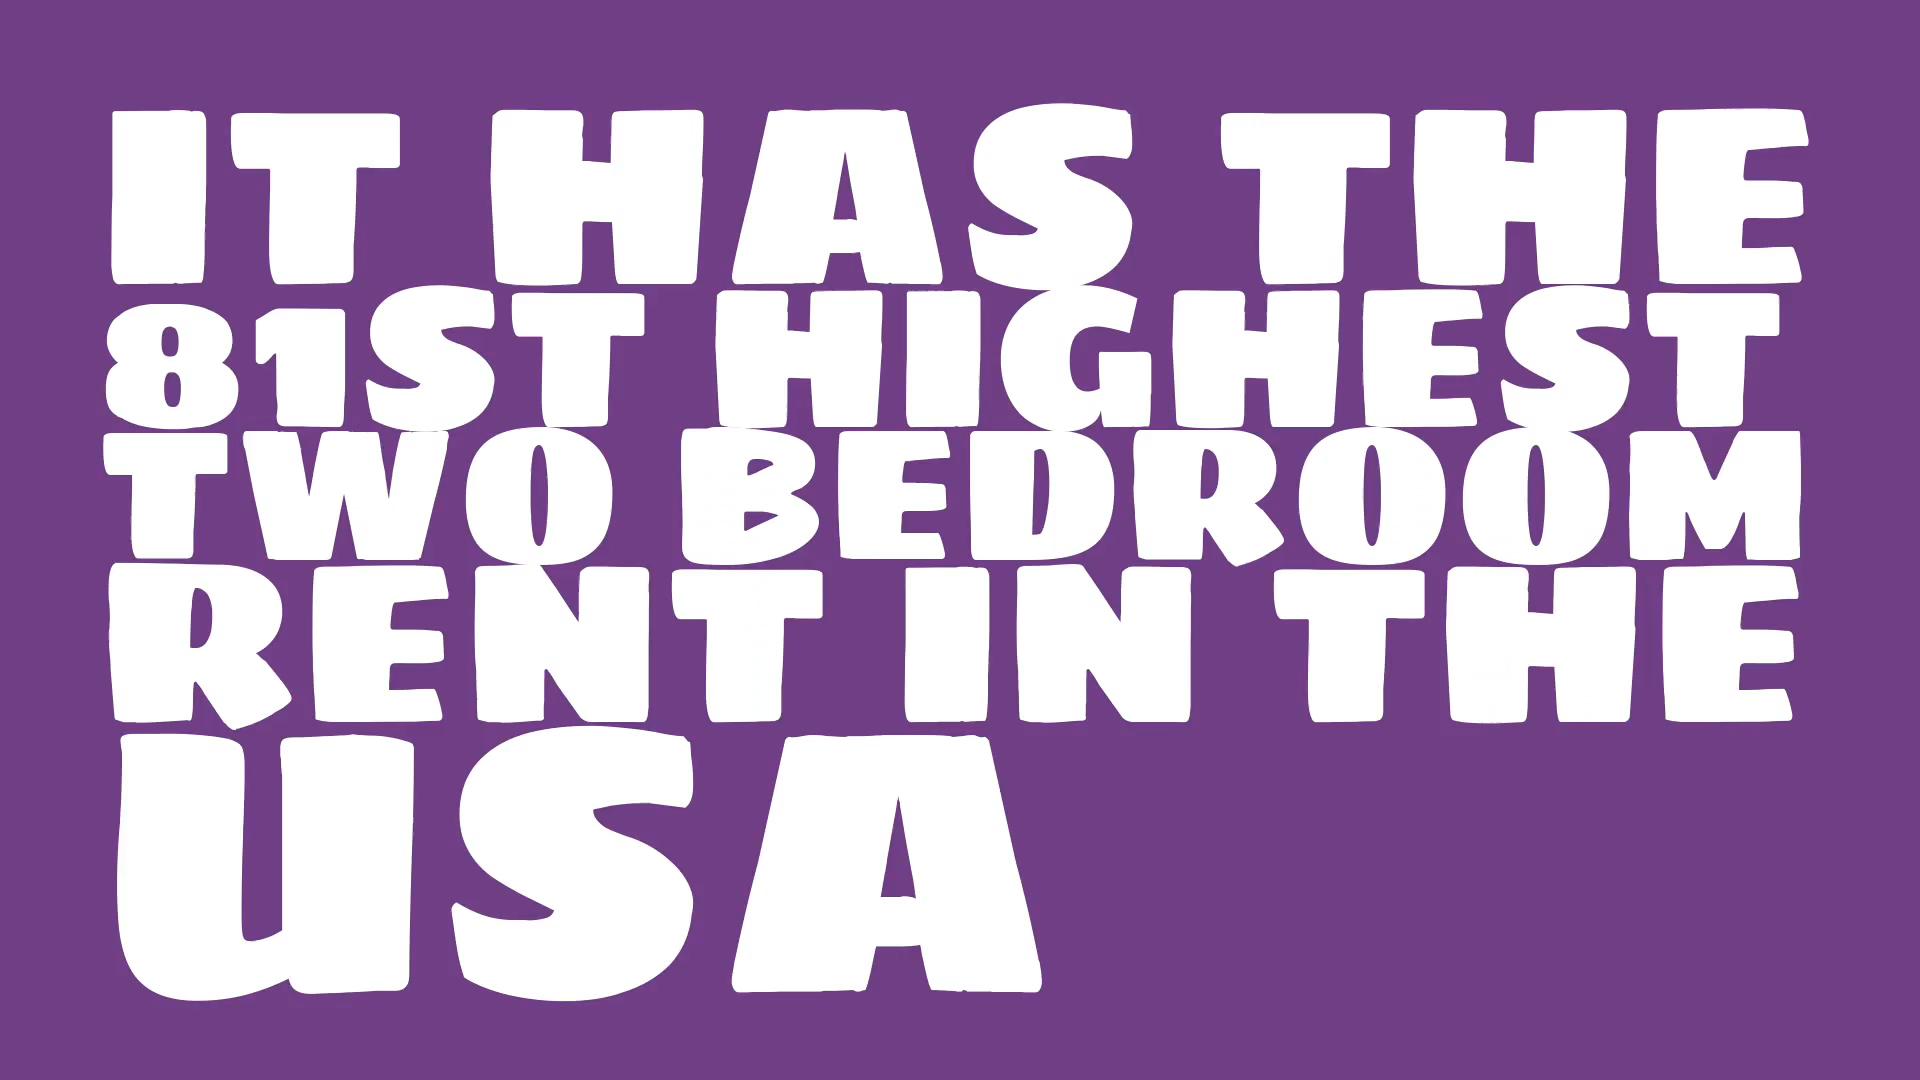 IT HAS THE
81ST HIGHEST
TWO BEDROOM
RENT IN THE
USA